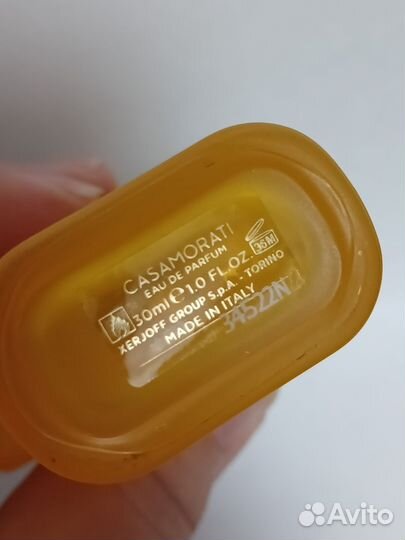 CASAMORATI
EAU DE PARFUM
30ml ℮ 1.0 FL.OZ. 36M
XERJOFF GROUP S.p.A. - TORINO
MADE IN ITALY
34522N
Avito